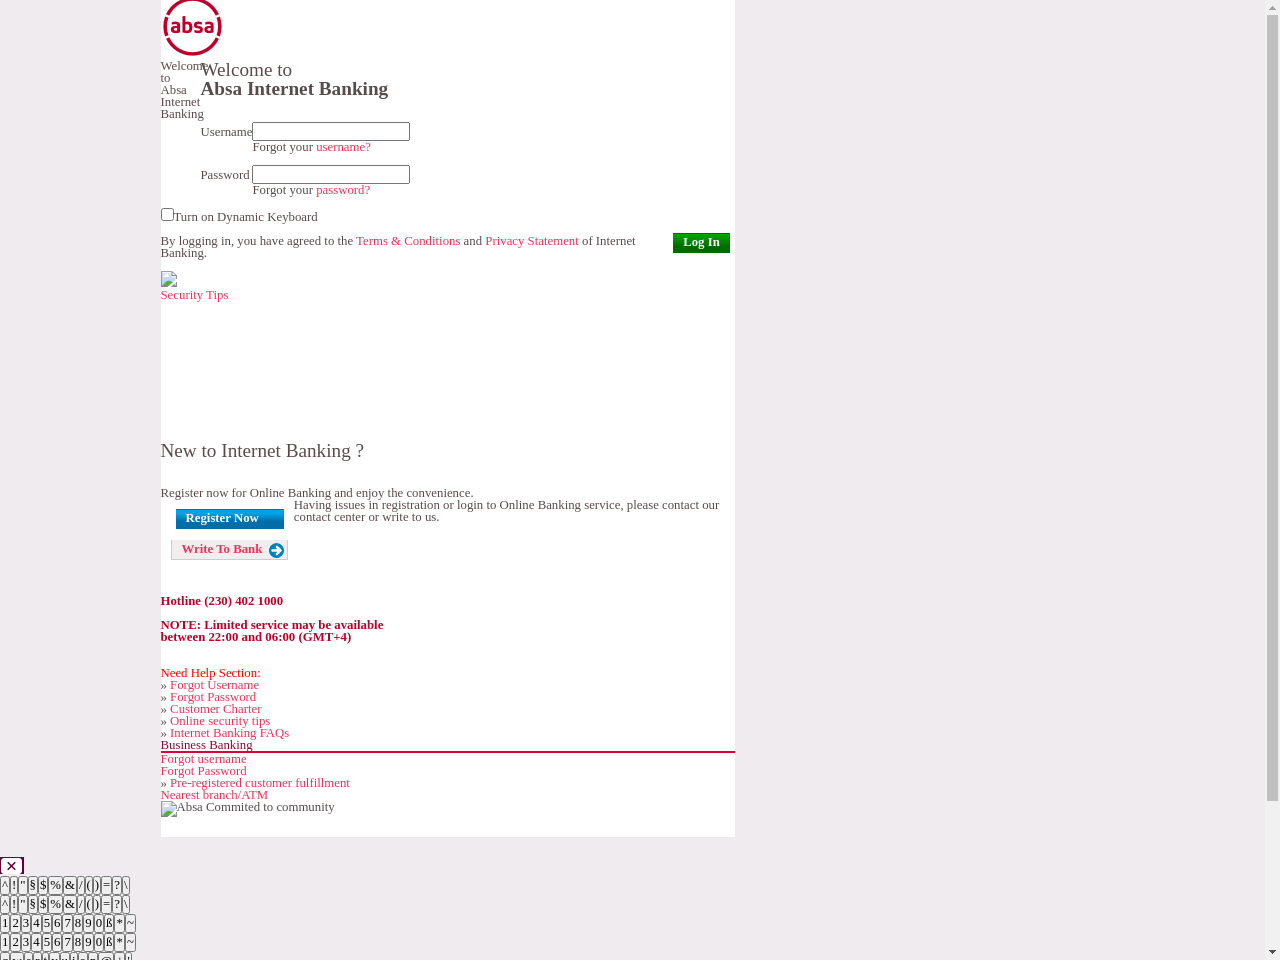 absa
Welcome
to
Absa
Internet
Banking
Welcome to
Absa Internet Banking
Username
Forgot your username?
Password
Forgot your password?
Turn on Dynamic Keyboard
By logging in, you have agreed to the Terms & Conditions and Privacy Statement of Internet
Banking.
Log In
Security Tips
New to Internet Banking ?
Register now for Online Banking and enjoy the convenience.
Having issues in registration or login to Online Banking service, please contact our
contact center or write to us.
Register Now
Write To Bank
Hotline (230) 402 1000
NOTE: Limited service may be available
between 22:00 and 06:00 (GMT+4)
Need Help Section:
» Forgot Username
» Forgot Password
» Customer Charter
» Online security tips
» Internet Banking FAQs
Business Banking
Forgot username
Forgot Password
» Pre-registered customer fulfillment
Nearest branch/ATM
Absa Commited to community
✕
^ ! " § $ % & / ( ) = ? \
^ ! " § $ % & / ( ) = ? \
1 2 3 4 5 6 7 8 9 0 ß * ~
1 2 3 4 5 6 7 8 9 0 ß * ~